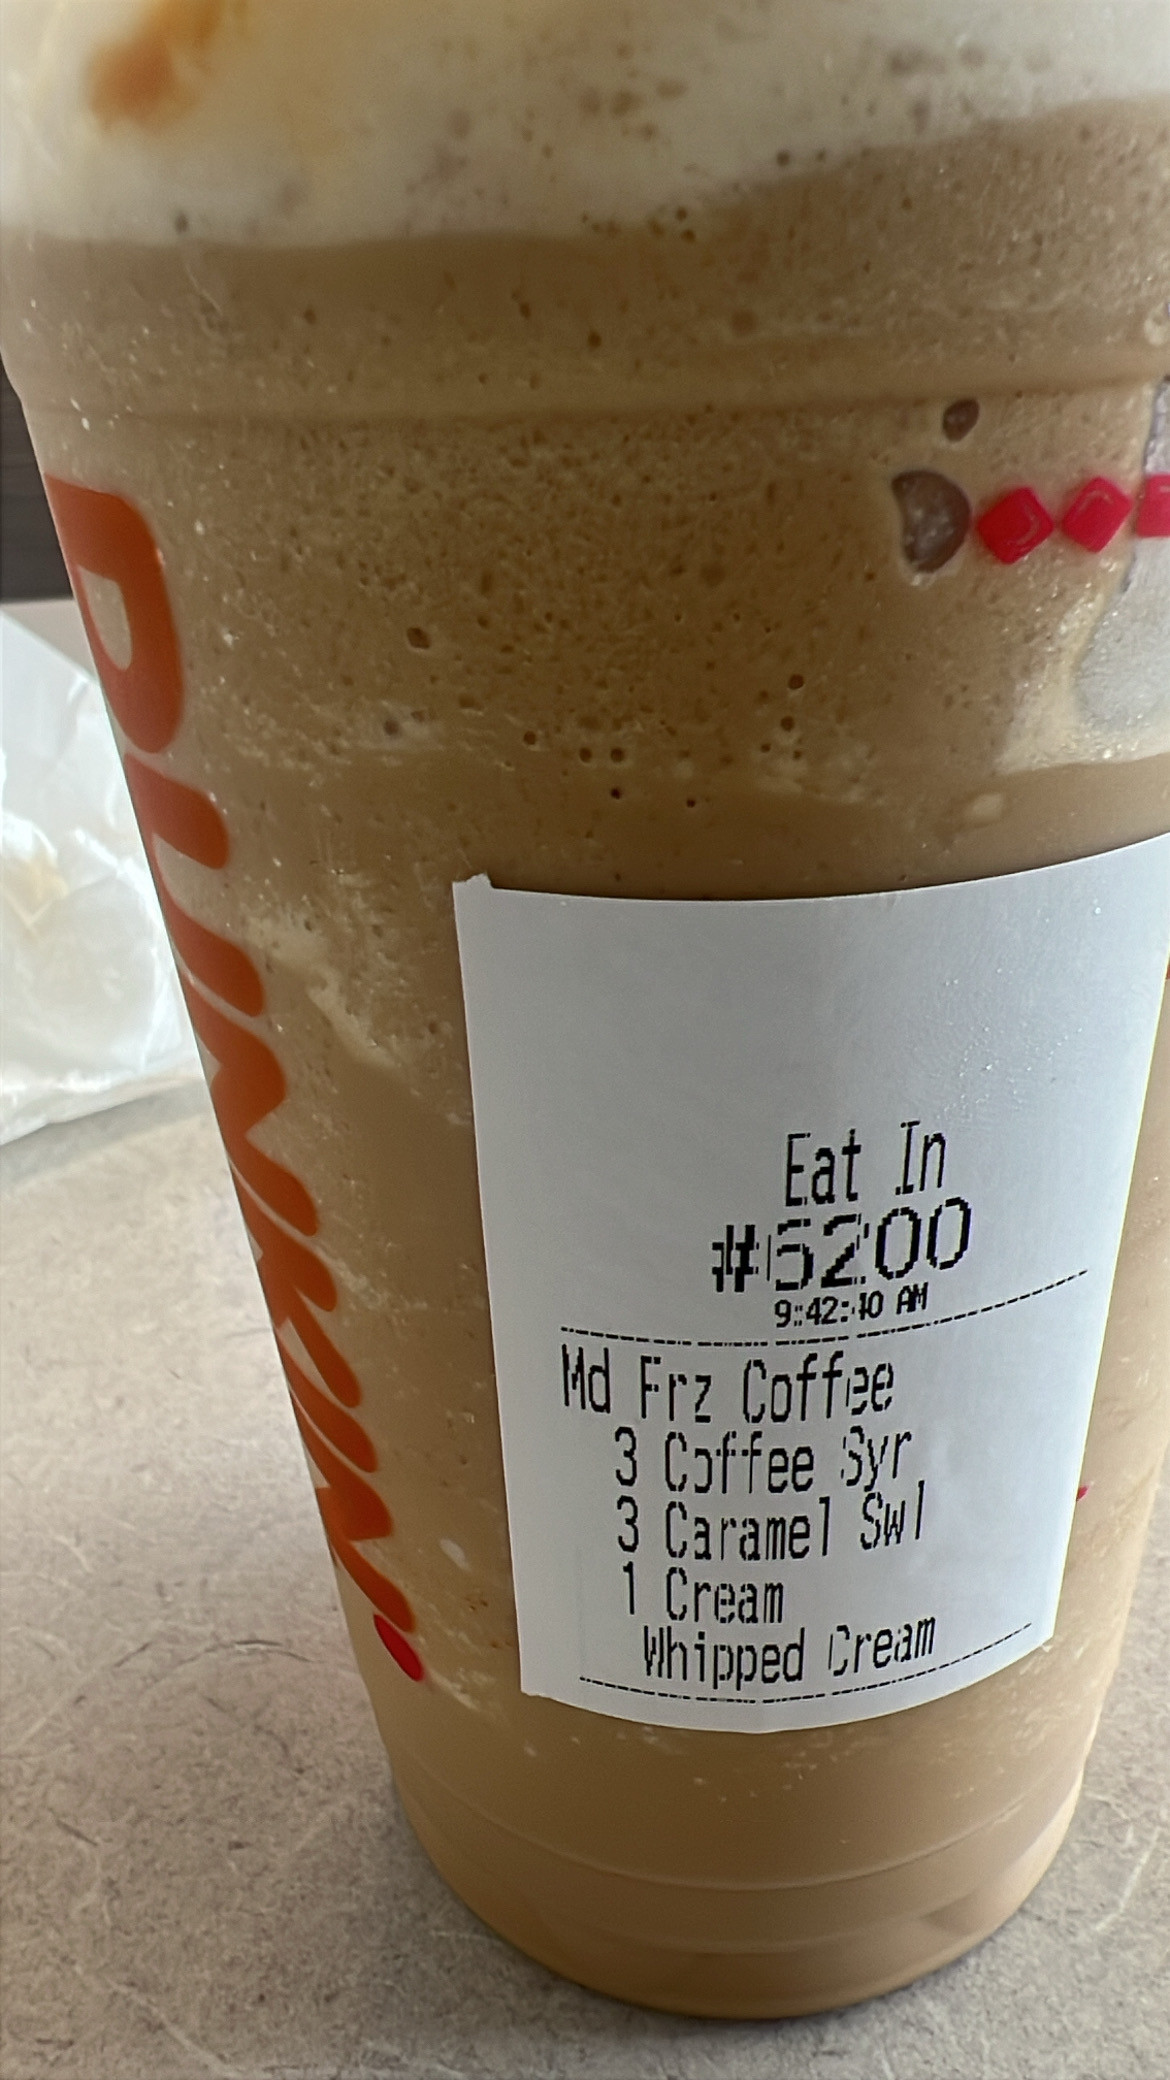 DUNKIN'
Eat In
#5200
9:42:40 AM
Md Frz Coffee
3 Coffee Syr
3 Caramel Swl
1 Cream
Whipped Cream